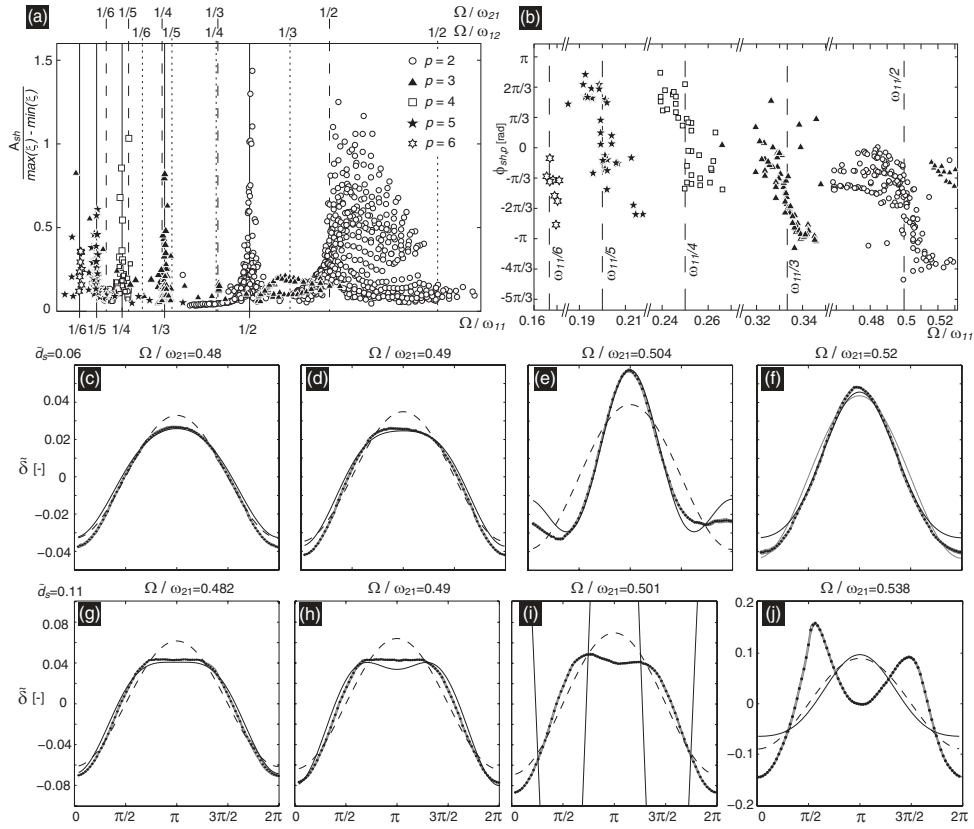 (a)
1/6 1/5 1/4 1/3 1/2 Ω/ω21
1/6 1/5 1/4 1/3 1/2 Ω/ω12
1.5
1
0.5
0
A_sh
max(ξ) - min(ξ)
p = 2
p = 3
p = 4
p = 5
p = 6
1/6 1/5 1/4 1/3 1/2 Ω/ω11
(b)
π
2π/3
π/3
0
-π/3
-2π/3
-π
-4π/3
-5π/3
ϕsh,p [rad]
ω11/6
ω11/5
ω11/4
ω11/3
ω11/2
0.16 0.19 0.21 0.24 0.26 0.32 0.34 0.48 0.5 0.52
Ω/ω11
d̃s=0.06
(c)
Ω / ω21=0.48
(d)
Ω / ω21=0.49
(e)
Ω / ω21=0.504
(f)
Ω / ω21=0.52
0.04
0.02
0
−0.02
−0.04
δ̃ [-]
d̃s=0.11
(g)
Ω / ω21=0.482
(h)
Ω / ω21=0.49
(i)
Ω / ω21=0.501
(j)
Ω / ω21=0.538
0.08
0.04
0
−0.04
−0.08
δ̃ [-]
0.2
0.1
0
−0.1
−0.2
0 π/2 π 3π/2 2π
0 π/2 π 3π/2 2π
0 π/2 π 3π/2 2π
0 π/2 π 3π/2 2π